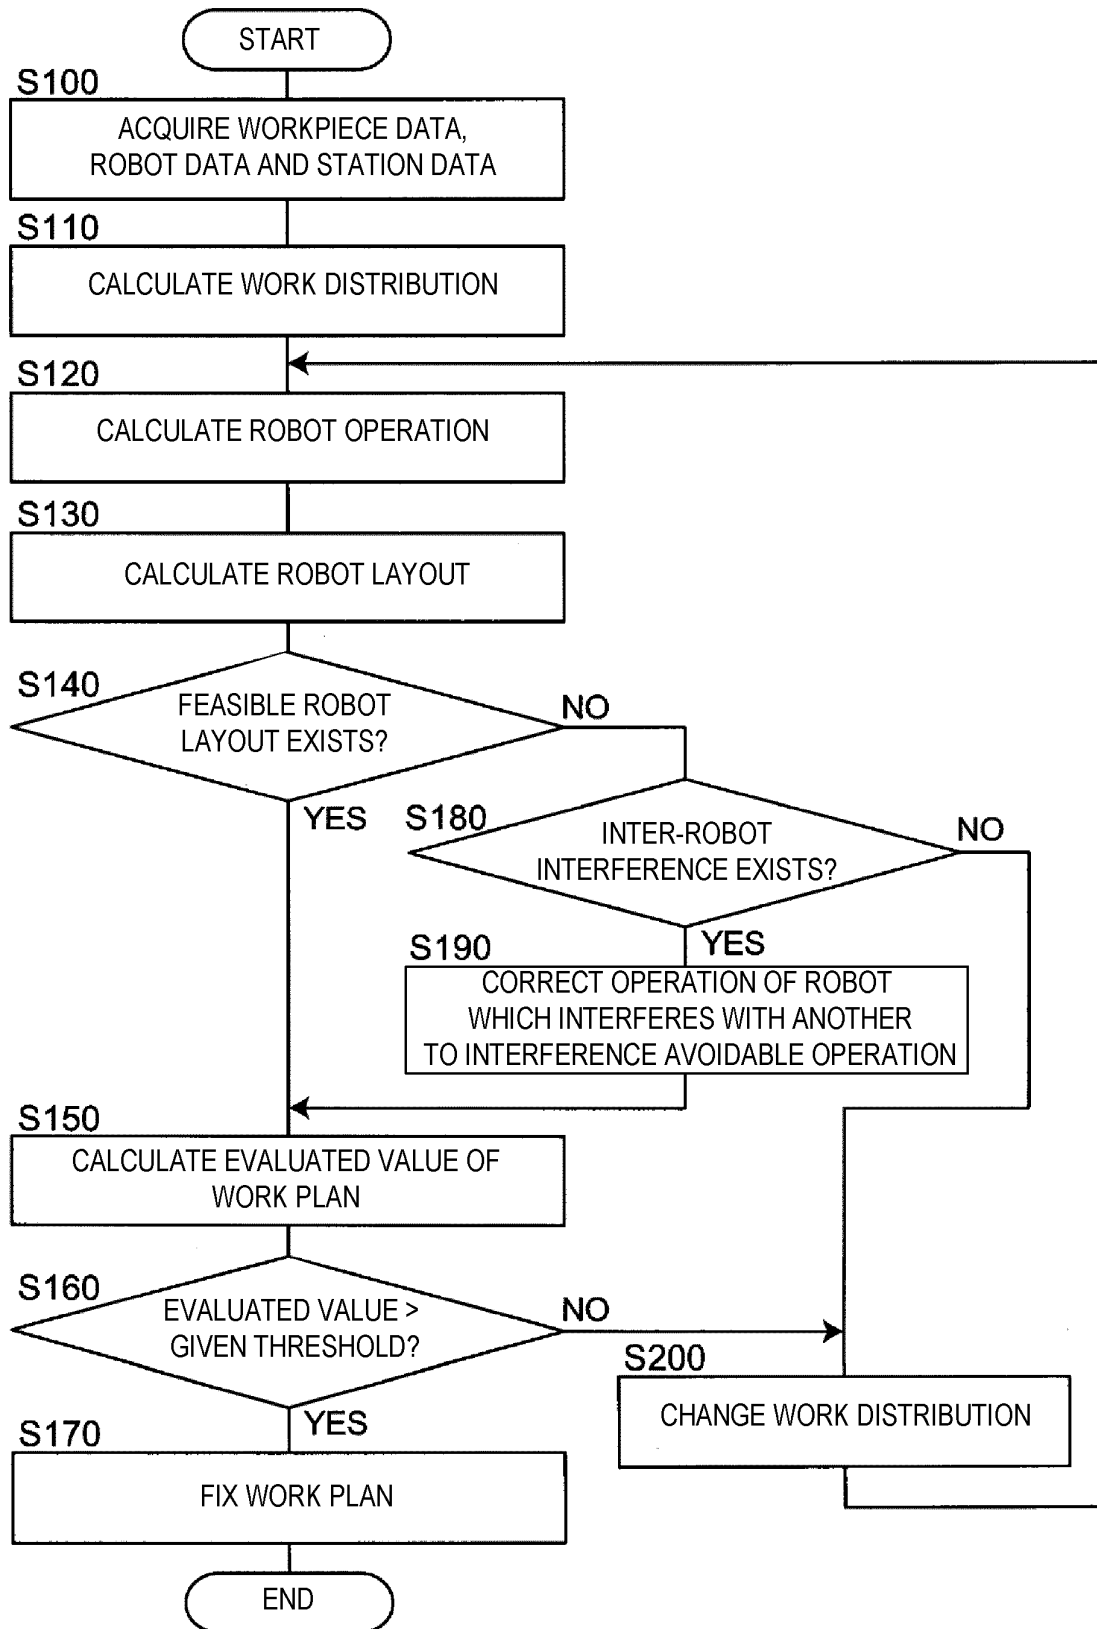 START
S100
ACQUIRE WORKPIECE DATA,
ROBOT DATA AND STATION DATA
S110
CALCULATE WORK DISTRIBUTION
S120
CALCULATE ROBOT OPERATION
S130
CALCULATE ROBOT LAYOUT
S140
FEASIBLE ROBOT
LAYOUT EXISTS?
NO
YES
S180
INTER-ROBOT
INTERFERENCE EXISTS?
NO
YES
S190
CORRECT OPERATION OF ROBOT
WHICH INTERFERES WITH ANOTHER
TO INTERFERENCE AVOIDABLE OPERATION
S150
CALCULATE EVALUATED VALUE OF
WORK PLAN
S160
EVALUATED VALUE >
GIVEN THRESHOLD?
NO
YES
S200
CHANGE WORK DISTRIBUTION
S170
FIX WORK PLAN
END